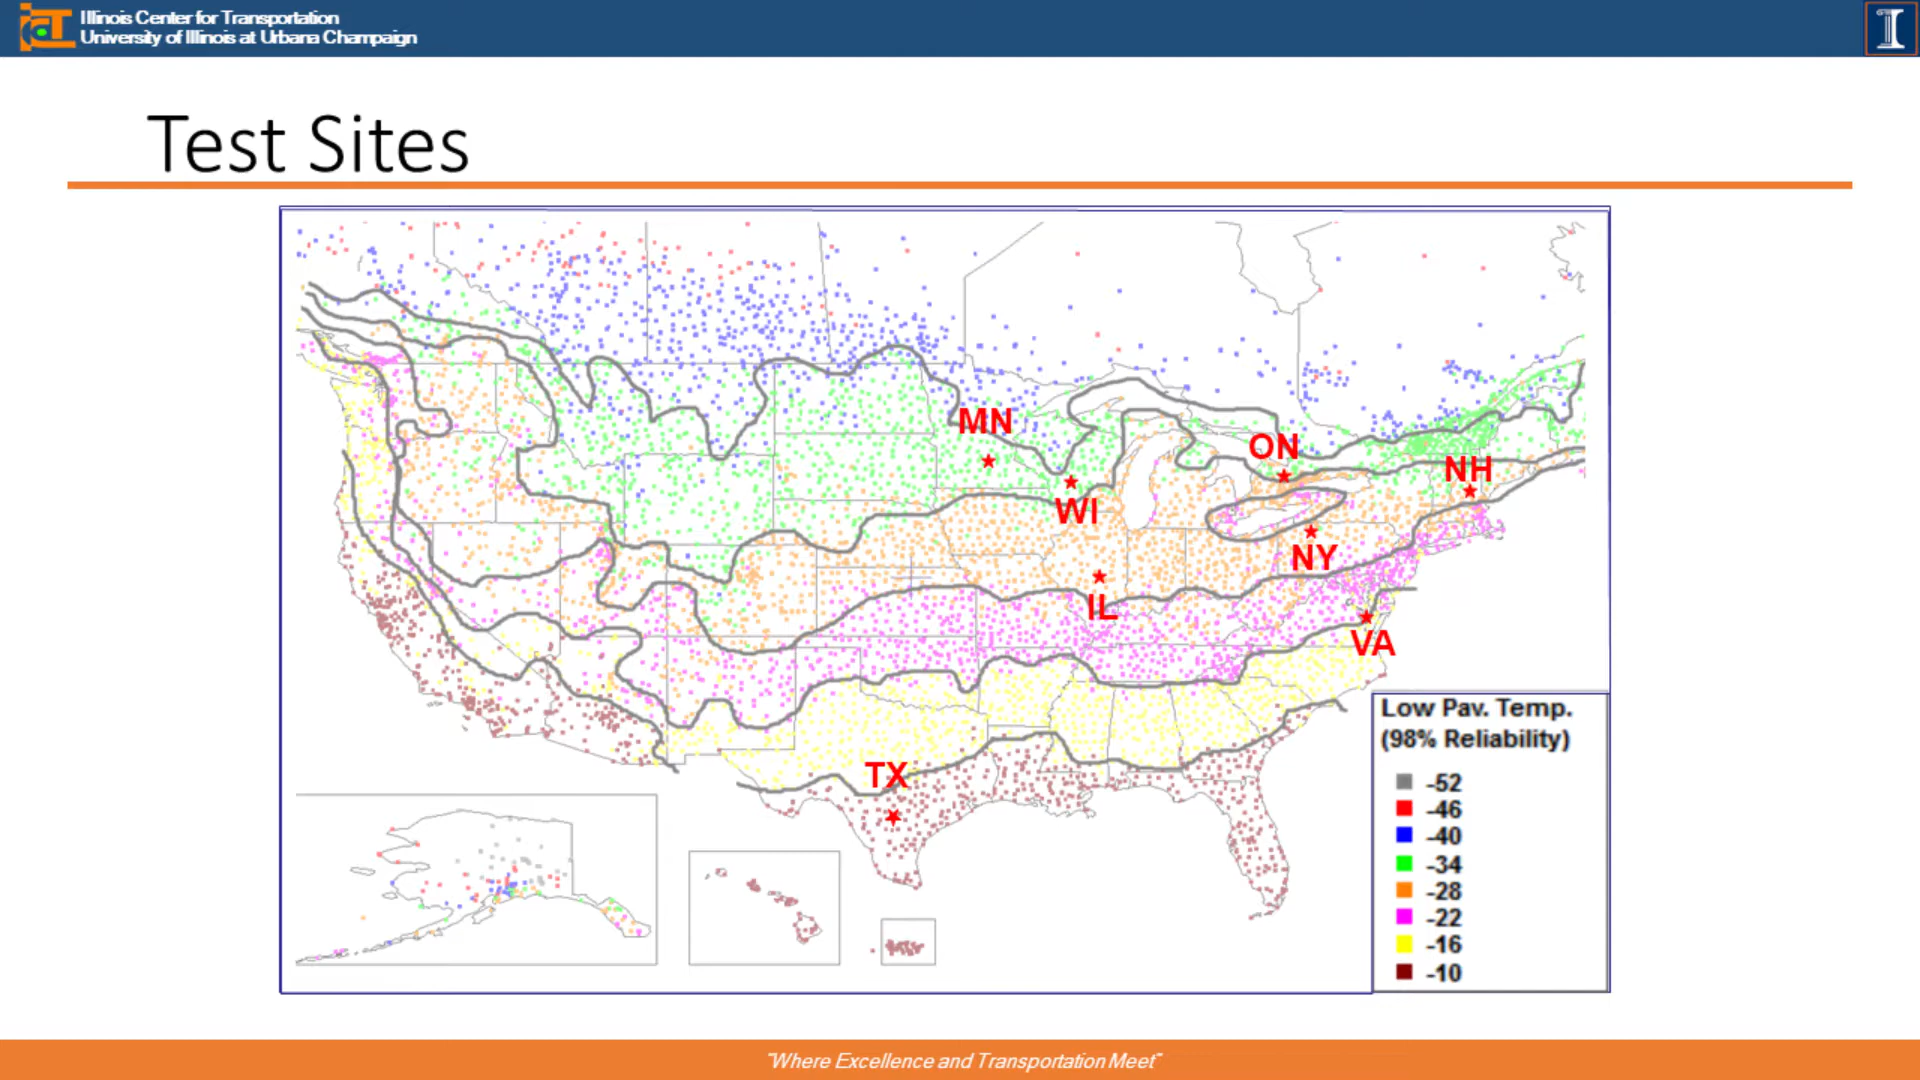 Illinois Center for Transportation
University of Illinois at Urbana Champaign
Test Sites
MN
ON
NH
WI
NY
IL
VA
TX
Low Pav. Temp.
(98% Reliability)
-52
-46
-40
-34
-28
-22
-16
-10
"Where Excellence and Transportation Meet"